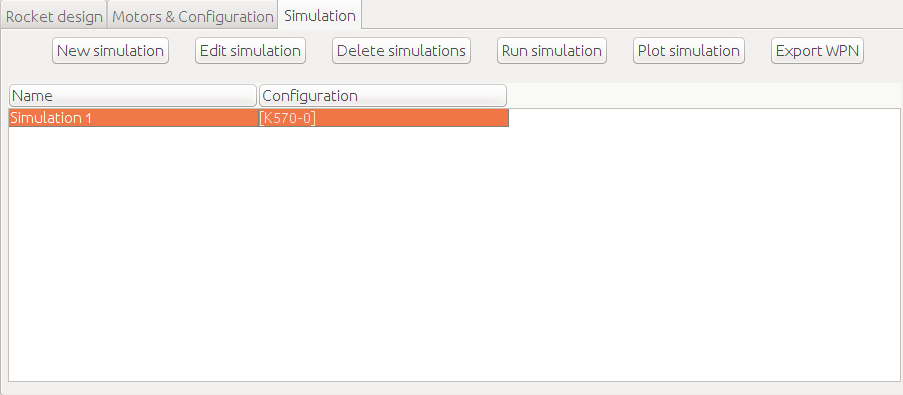 Rocket design Motors & Configuration Simulation
New simulation Edit simulation Delete simulations Run simulation Plot simulation Export WPN
Name Configuration
Simulation 1 [K570-0]